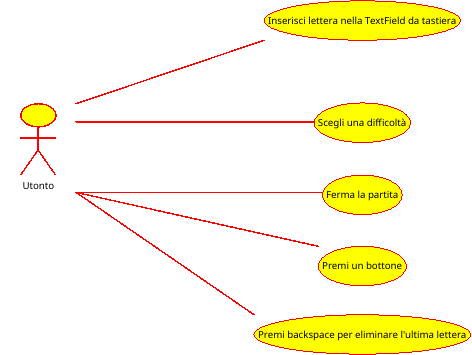 Inserisci lettera nella TextField da tastiera
Scegli una difficoltà
Utonto
Ferma la partita
Premi un bottone
Premi backspace per eliminare l'ultima lettera